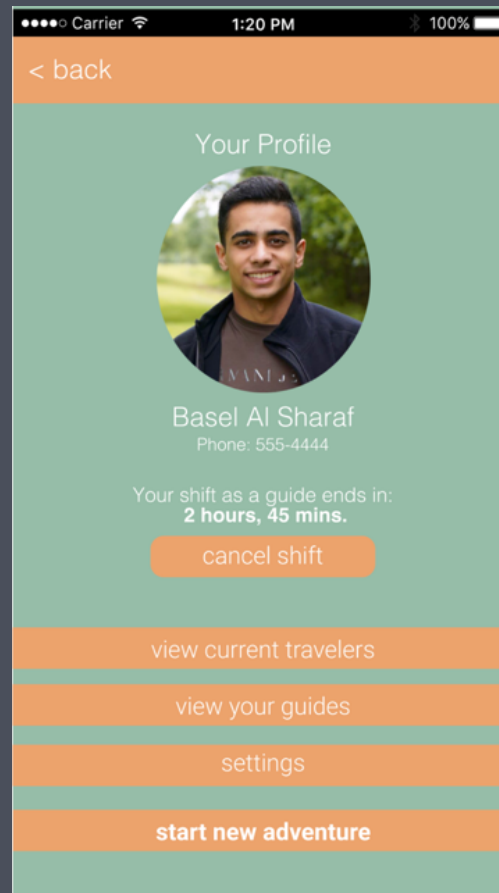 Carrier 1:20 PM 100%
< back
Your Profile
Basel Al Sharaf
Phone: 555-4444
Your shift as a guide ends in:
2 hours, 45 mins.
cancel shift
view current travelers
view your guides
settings
start new adventure